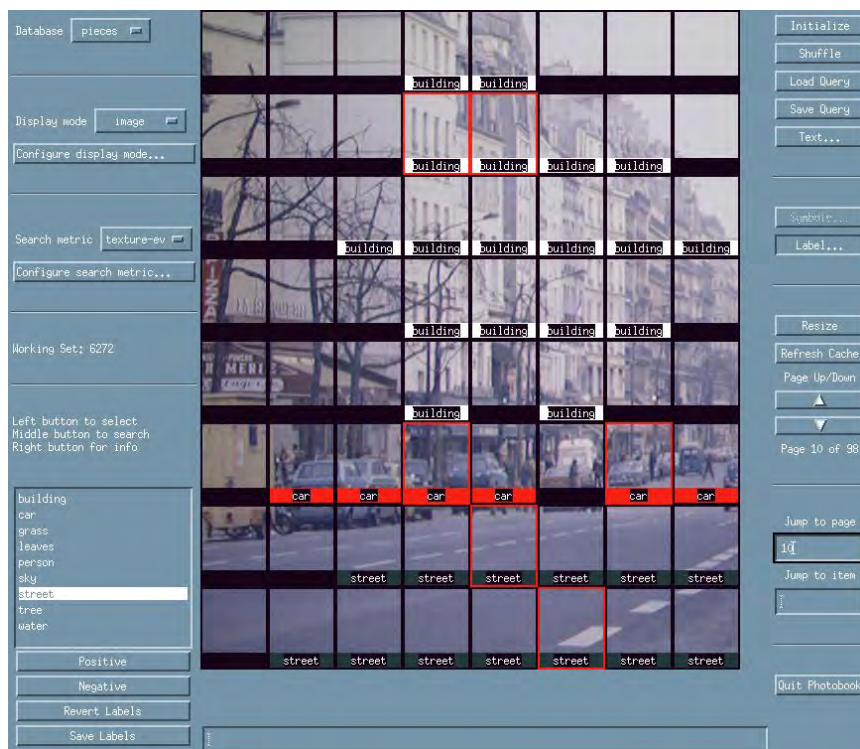 Database pieces
Display mode image
Configure display mode...
Search metric texture-ev
Configure search metric...
Working Set: 6272
Left button to select
Middle button to search
Right button for info
building
car
grass
leaves
person
sky
street
tree
water
Positive
Negative
Revert Labels
Save Labels
building building
building building building building
building building building building building building
building building building building
MERIE
building building
car car car car car car
street street street street street street
street street street street street street street
Initialize
Shuffle
Load Query
Save Query
Text...
Symbols...
Label...
Resize
Refresh Cache
Page Up/Down
Page 10 of 98
Jump to page
10
Jump to item
Quit Photobook